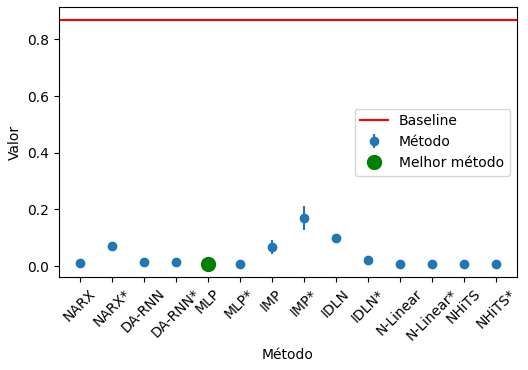 Valor
0.8
0.6
0.4
0.2
0.0
Baseline
Método
Melhor método
NARX
NARX*
DA-RNN
DA-RNN*
MLP
MLP*
IMP
IMP*
IDLN
IDLN*
N-Linear
N-Linear*
NHiTS
NHiTS*
Método